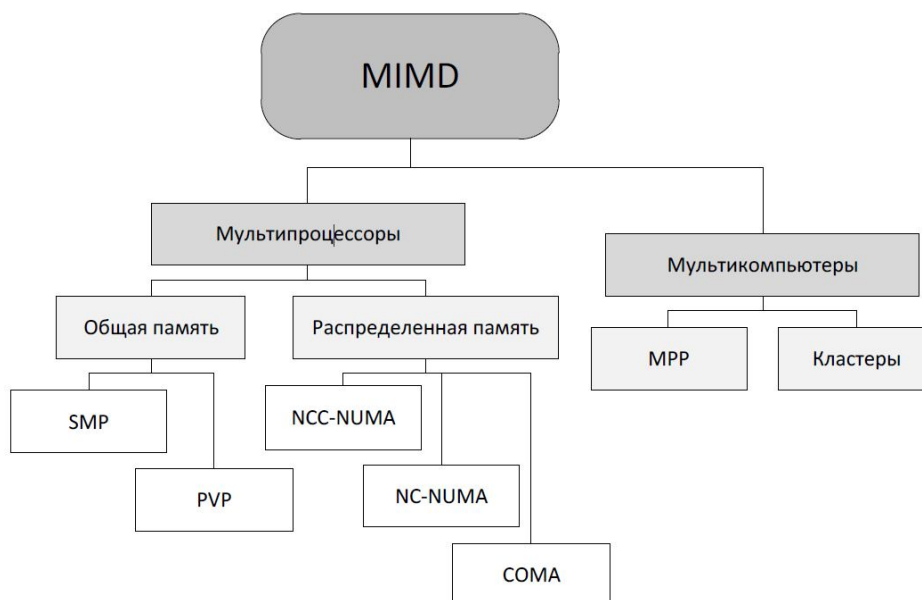 MIMD
Мультипроцессоры
Мультикомпьютеры
Общая память
Распределенная память
MPP
Кластеры
SMP
NCC-NUMA
PVP
NC-NUMA
COMA